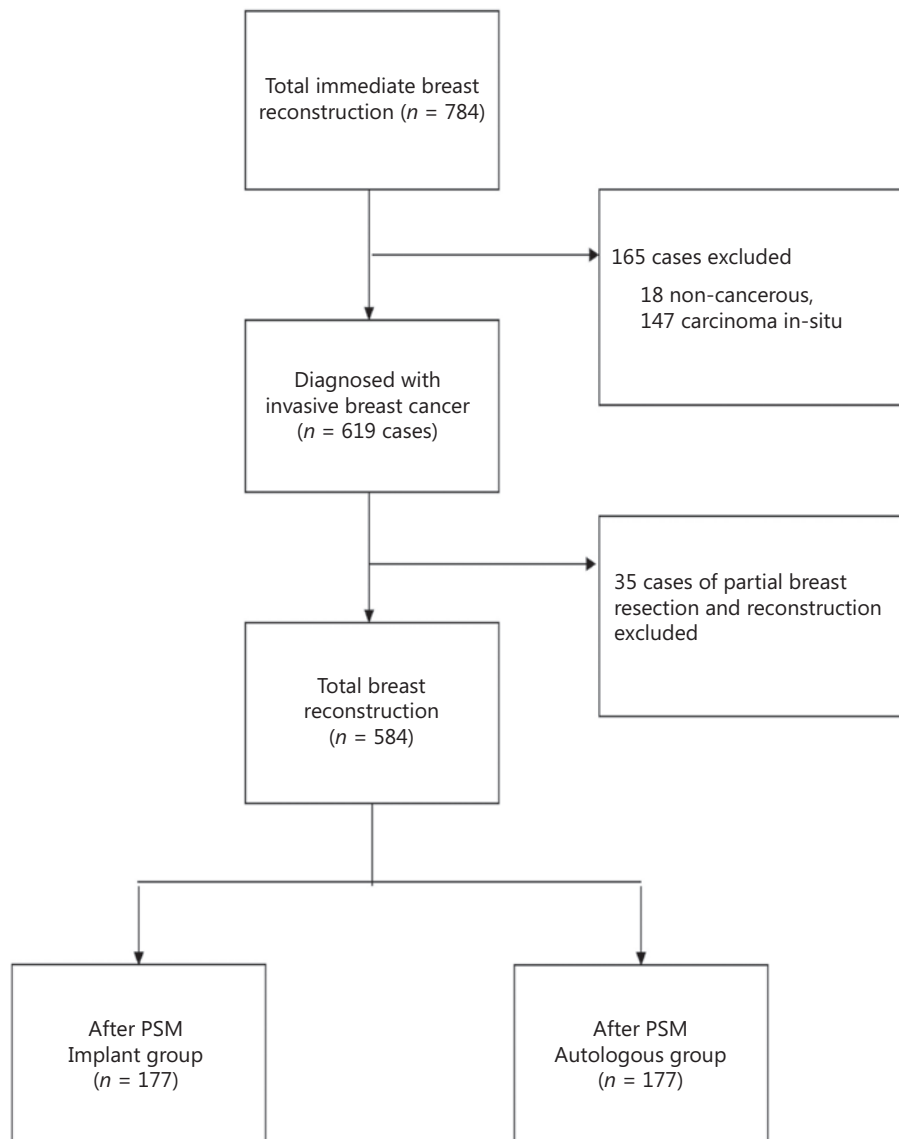 Total immediate breast
reconstruction (n = 784)
165 cases excluded
18 non-cancerous,
147 carcinoma in-situ
Diagnosed with
invasive breast cancer
(n = 619 cases)
35 cases of partial breast
resection and reconstruction
excluded
Total breast
reconstruction
(n = 584)
After PSM
Implant group
(n = 177)
After PSM
Autologous group
(n = 177)